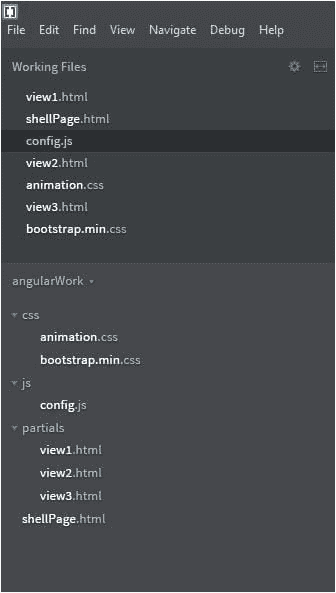 File Edit Find View Navigate Debug Help
Working Files
view1.html
shellPage.html
config.js
view2.html
animation.css
view3.html
bootstrap.min.css
angularWork
css
animation.css
bootstrap.min.css
js
config.js
partials
view1.html
view2.html
view3.html
shellPage.html